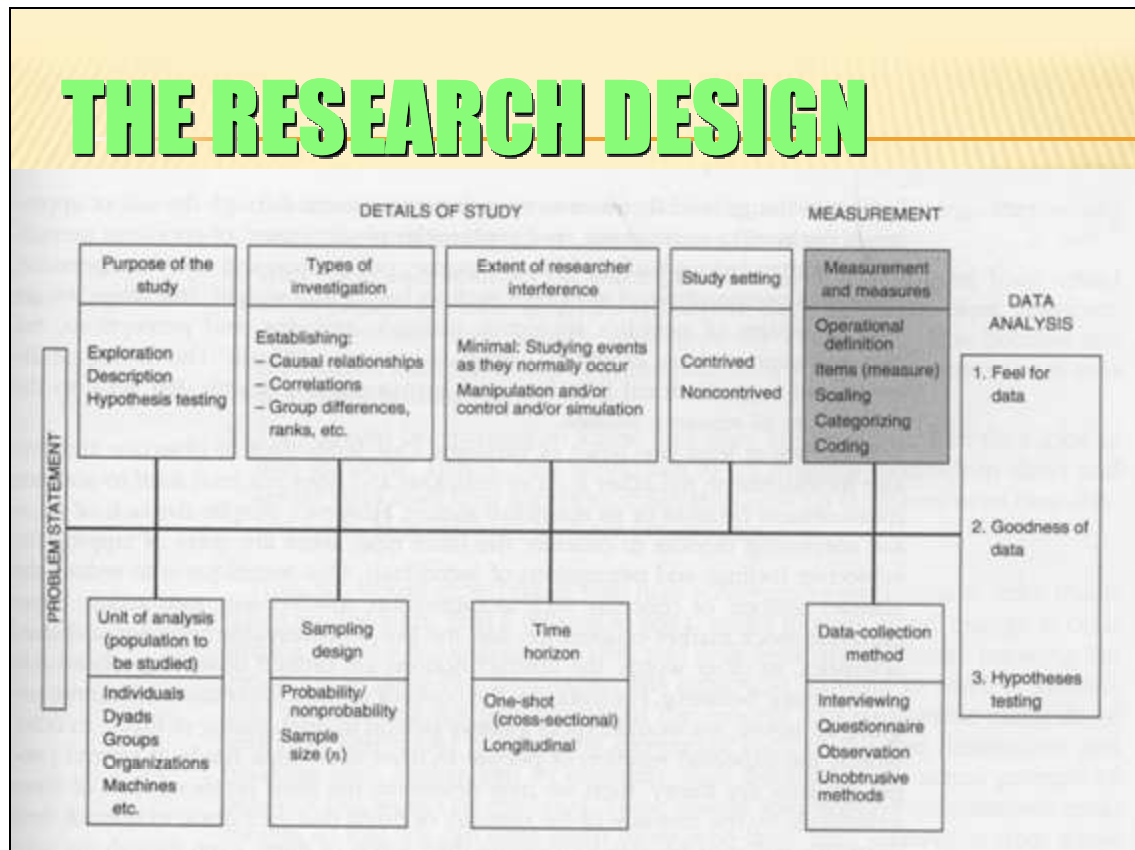 THE RESEARCH DESIGN
DETAILS OF STUDY
MEASUREMENT
Purpose of the
study
Exploration
Description
Hypothesis testing
Types of
investigation
Establishing:
– Causal relationships
– Correlations
– Group differences,
ranks, etc.
Extent of researcher
interference
Minimal: Studying events
as they normally occur
Manipulation and/or
control and/or simulation
Study setting
Contrived
Noncontrived
Measurement
and measures
Operational
definition
Items (measure)
Scaling
Categorizing
Coding
DATA
ANALYSIS
1. Feel for
data
2. Goodness of
data
3. Hypotheses
testing
PROBLEM STATEMENT
Unit of analysis
(population to
be studied)
Individuals
Dyads
Groups
Organizations
Machines
etc.
Sampling
design
Probability/
nonprobability
Sample
size (n)
Time
horizon
One-shot
(cross-sectional)
Longitudinal
Data-collection
method
Interviewing
Questionnaire
Observation
Unobtrusive
methods